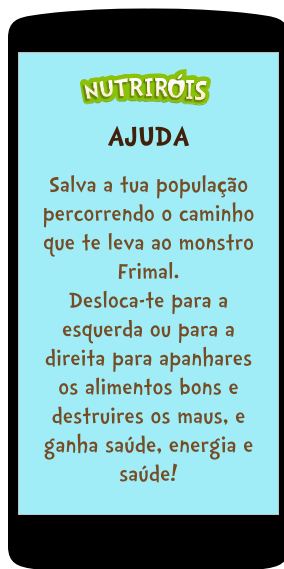 NUTRIRÓIS
AJUDA
Salva a tua população
percorrendo o caminho
que te leva ao monstro
Frimal.
Desloca-te para a
esquerda ou para a
direita para apanhares
os alimentos bons e
destruires os maus, e
ganha saúde, energia e
saúde!